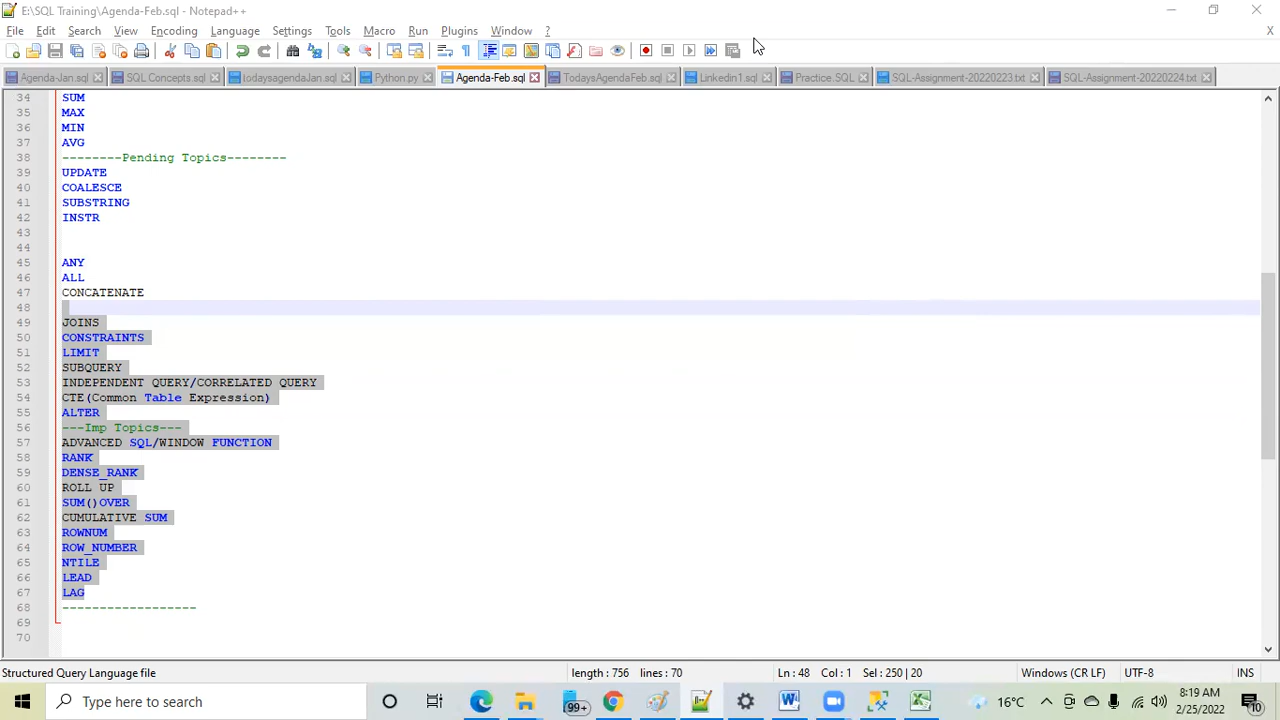 E:\SQL Training\Agenda-Feb.sql - Notepad++
File Edit Search View Encoding Language Settings Tools Macro Run Plugins Window ?
X
Agenda-Jan.sql SQL Concepts.sql todaysagendaJan.sql Python.py Agenda-Feb.sql TodaysAgendaFeb.sql Linkedin1.sql Practice.SQL SQL-Assignment-20220223.txt SQL-Assignment-20220224.txt
34 SUM
35 MAX
36 MIN
37 AVG
38 --------Pending Topics--------
39 UPDATE
40 COALESCE
41 SUBSTRING
42 INSTR
43
44
45 ANY
46 ALL
47 CONCATENATE
48
49 JOINS
50 CONSTRAINTS
51 LIMIT
52 SUBQUERY
53 INDEPENDENT QUERY/CORRELATED QUERY
54 CTE(Common Table Expression)
55 ALTER
56 ---Imp Topics---
57 ADVANCED SQL/WINDOW FUNCTION
58 RANK
59 DENSE_RANK
60 ROLL UP
61 SUM()OVER
62 CUMULATIVE SUM
63 ROWNUM
64 ROW_NUMBER
65 NTILE
66 LEAD
67 LAG
68 ------------------
69
70
Structured Query Language file length : 756 lines : 70 Ln : 48 Col : 1 Sel : 250 | 20 Windows (CR LF) UTF-8 INS
Type here to search 99+ 16°C 8:19 AM
2/25/2022 10